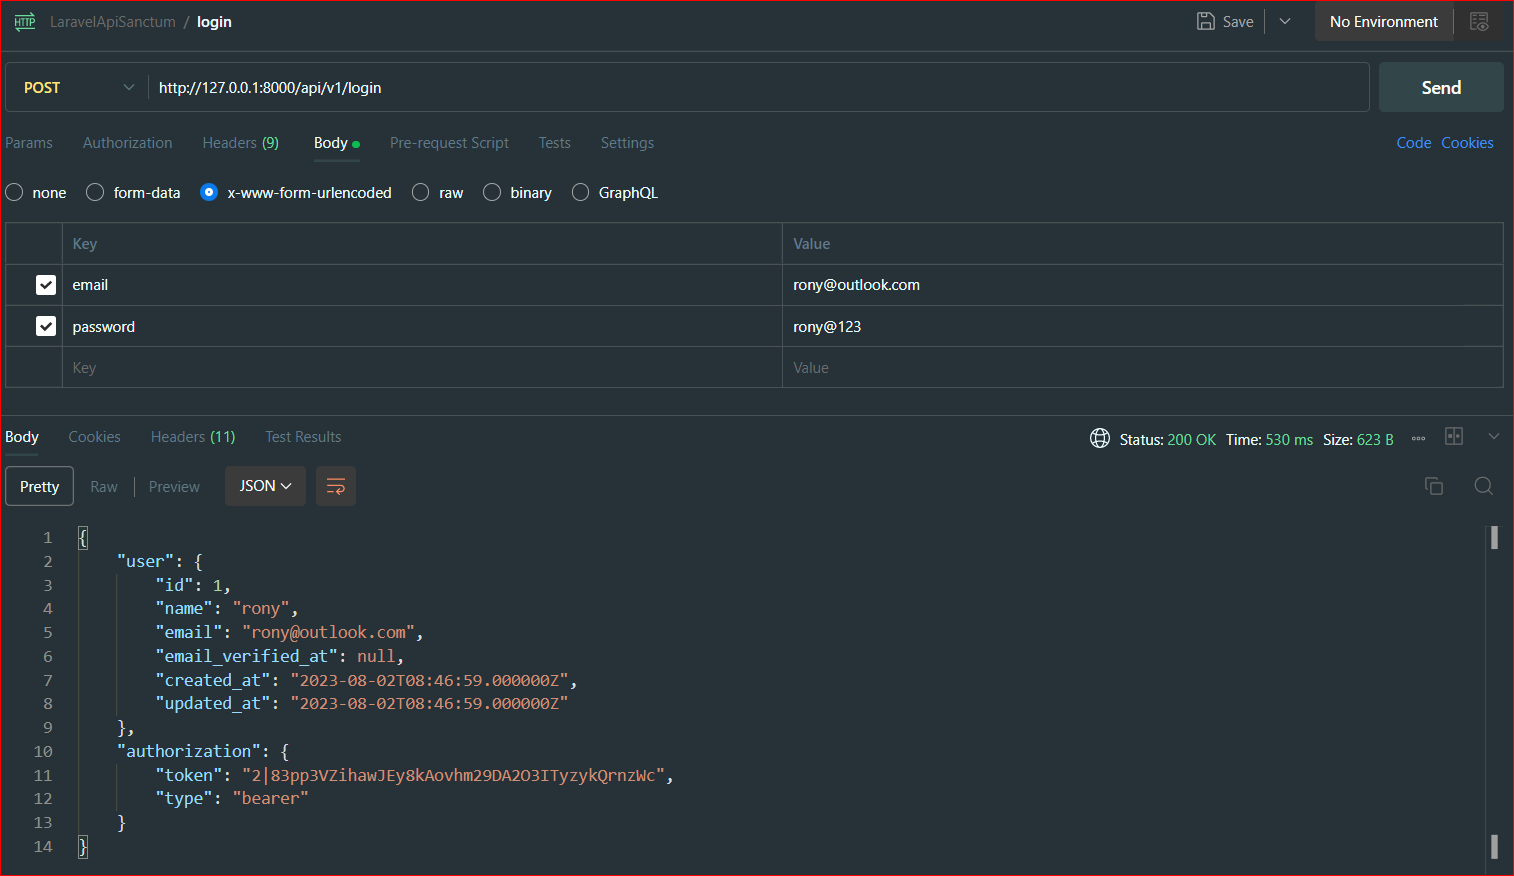 HTTP LaravelApiSanctum / login Save No Environment
POST http://127.0.0.1:8000/api/v1/login Send
Params Authorization Headers (9) Body Pre-request Script Tests Settings Code Cookies
none form-data x-www-form-urlencoded raw binary GraphQL
Key Value
email rony@outlook.com
password rony@123
Key Value
Body Cookies Headers (11) Test Results Status: 200 OK Time: 530 ms Size: 623 B
Pretty Raw Preview JSON
1 {
2 "user": {
3 "id": 1,
4 "name": "rony",
5 "email": "rony@outlook.com",
6 "email_verified_at": null,
7 "created_at": "2023-08-02T08:46:59.000000Z",
8 "updated_at": "2023-08-02T08:46:59.000000Z"
9 },
10 "authorization": {
11 "token": "2|83pp3VZihawJEy8kAovhm29DA2O3ITyzykQrnzWc",
12 "type": "bearer"
13 }
14 }